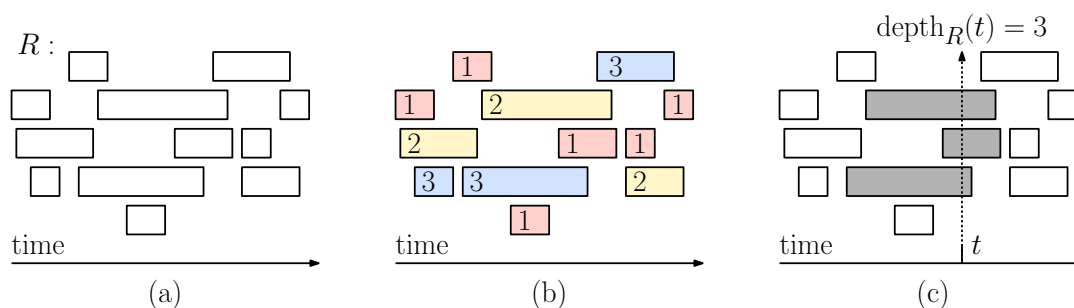 depth_R(t) = 3
R :
1 3
1 2 1
2 1 1
3 3 2
1
time time time t
(a) (b) (c)